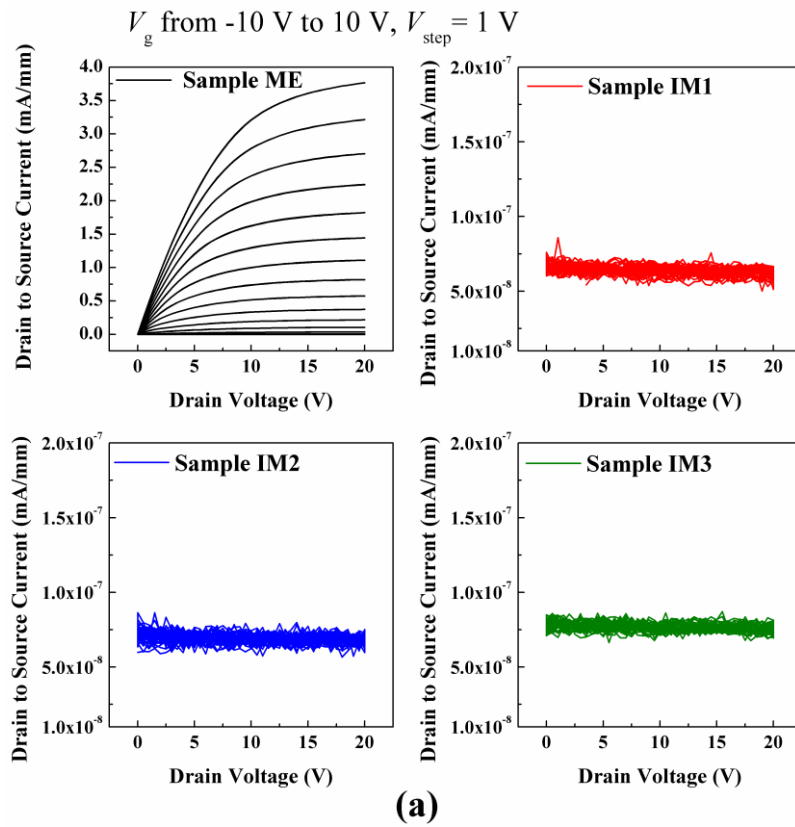 V_g from -10 V to 10 V, V_step= 1 V
Sample ME
4.0
3.5
3.0
2.5
2.0
1.5
1.0
0.5
0.0
Drain to Source Current (mA/mm)
0 5 10 15 20
Drain Voltage (V)
Sample IM1
2.0x10^-7
1.5x10^-7
1.0x10^-7
5.0x10^-8
1.0x10^-8
Drain to Source Current (mA/mm)
0 5 10 15 20
Drain Voltage (V)
Sample IM2
2.0x10^-7
1.5x10^-7
1.0x10^-7
5.0x10^-8
1.0x10^-8
Drain to Source Current (mA/mm)
0 5 10 15 20
Drain Voltage (V)
Sample IM3
2.0x10^-7
1.5x10^-7
1.0x10^-7
5.0x10^-8
1.0x10^-8
Drain to Source Current (mA/mm)
0 5 10 15 20
Drain Voltage (V)
(a)